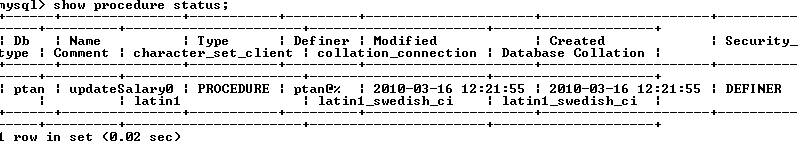 mysql> show procedure status;
+------+---------------+-----------+---------+---------------------+---------------------+-----------
| Db | Name | Type | Definer | Modified | Created | Security_
type | Comment | character_set_client | collation_connection | Database Collation |
+------+---------------+-----------+---------+---------------------+---------------------+-----------
-----+---------+----------------------+----------------------+--------------------+
| ptan | updateSalary0 | PROCEDURE | ptan@% | 2010-03-16 12:21:55 | 2010-03-16 12:21:55 | DEFINER
| | latin1 | latin1_swedish_ci | latin1_swedish_ci |
+------+---------------+-----------+---------+---------------------+---------------------+-----------
-----+---------+----------------------+----------------------+--------------------+
1 row in set (0.02 sec)